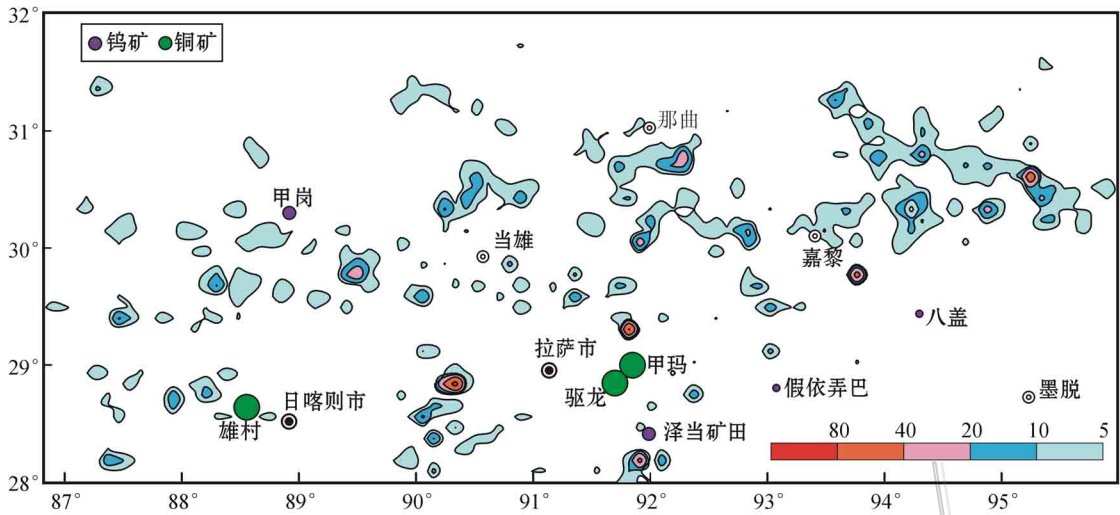 32°
钨矿 铜矿
31°
那曲
甲岗
30°
当雄
嘉黎
八盖
29°
拉萨市
甲玛
驱龙
假依弄巴
墨脱
日喀则市
雄村
泽当矿田
80 40 20 10 5
28°
87° 88° 89° 90° 91° 92° 93° 94° 95°